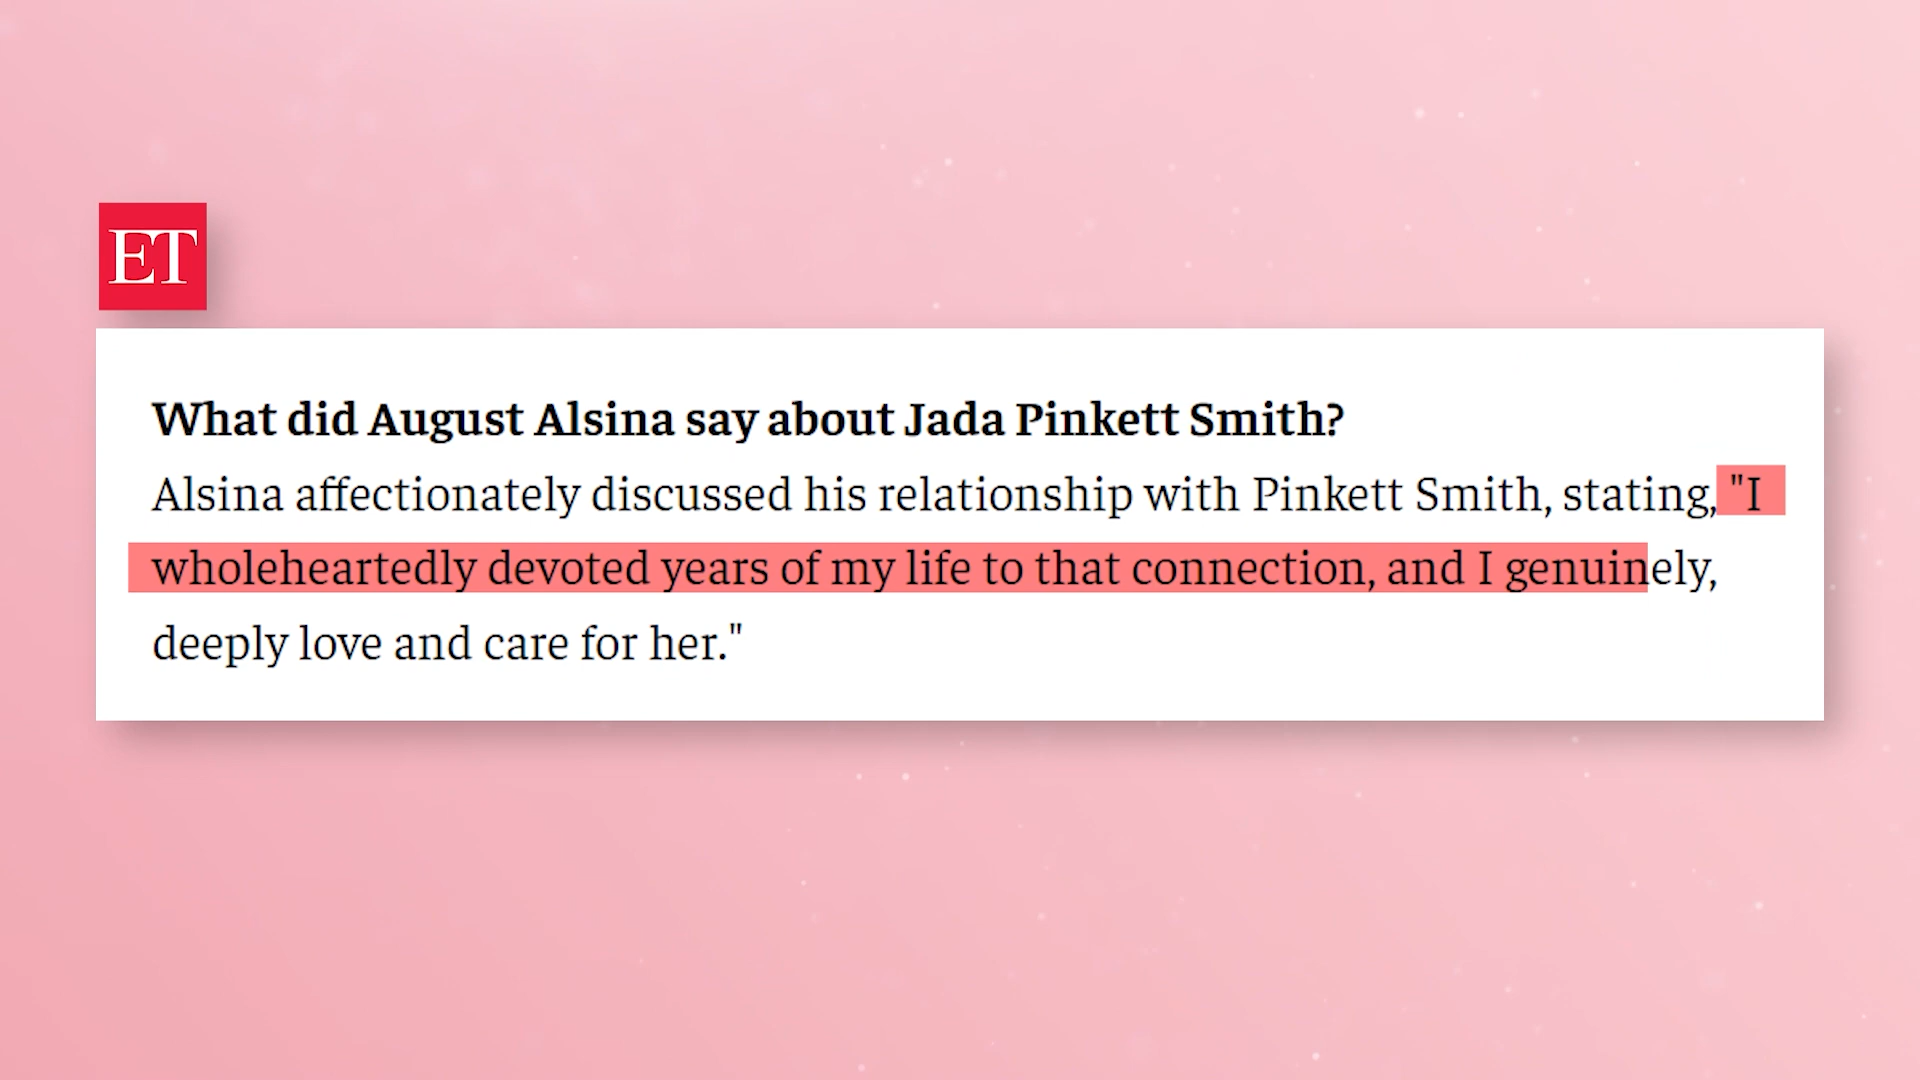 ET
What did August Alsina say about Jada Pinkett Smith?
Alsina affectionately discussed his relationship with Pinkett Smith, stating, "I
wholeheartedly devoted years of my life to that connection, and I genuinely,
deeply love and care for her."